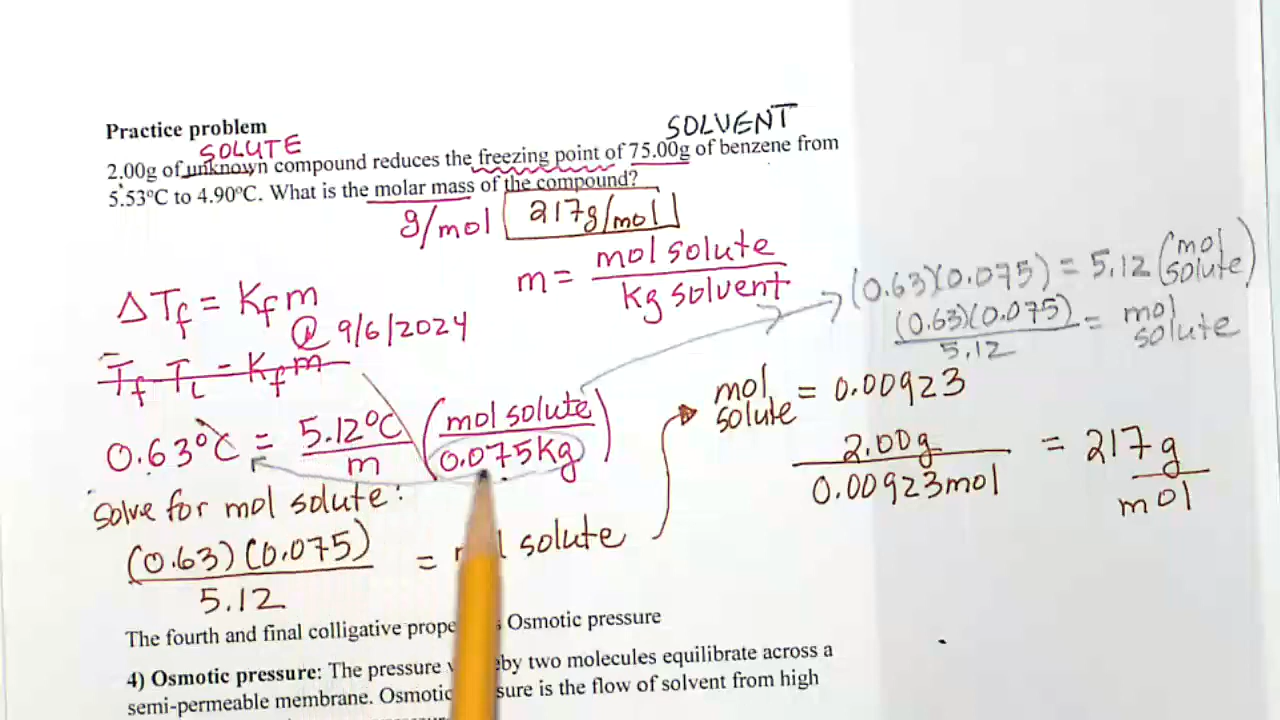 Practice problem
SOLUTE
SOLVENT
2.00g of unknown compound reduces the freezing point of 75.00g of benzene from
5.53°C to 4.90°C. What is the molar mass of the compound?
g/mol 217g/mol
m = mol solute / kg solvent
ΔTf = Kf m
@ 9/6/2024
Tf Ti = Kf m
0.63°C = 5.12°C / m (mol solute / 0.075Kg)
Solve for mol solute:
(0.63)(0.075) / 5.12 = solute
(0.63)(0.075) = 5.12 (mol solute)
(0.63)(0.075) / 5.12 = mol solute
mol solute = 0.00923
2.00g / 0.00923mol = 217 g / mol
The fourth and final colligative Osmotic pressure
4) Osmotic pressure: The pressure two molecules equilibrate across a
semi-permeable membrane. is the flow of solvent from high